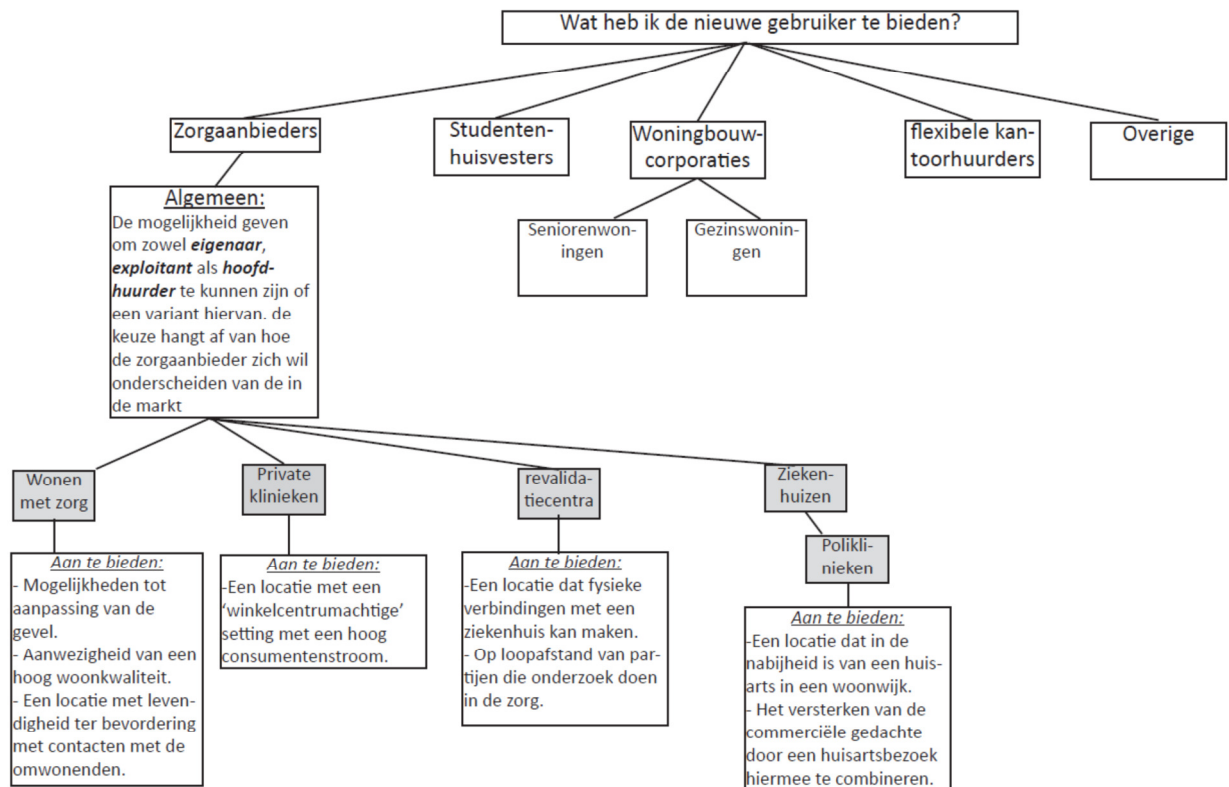 Wat heb ik de nieuwe gebruiker te bieden?
Zorgaanbieders
Studenten-
huisvesters
Woningbouw-
corporaties
flexibele kan-
toorhuurders
Overige
Algemeen:
De mogelijkheid geven
om zowel eigenaar,
exploitant als hoofd-
huurder te kunnen zijn of
een variant hiervan. de
keuze hangt af van hoe
de zorgaanbieder zich wil
onderscheiden van de in
de markt
Seniorenwon-
ingen
Gezinswonin-
gen
Wonen
met zorg
Private
klinieken
revalida-
tiecentra
Zieken-
huizen
Polikli-
nieken
Aan te bieden:
- Mogelijkheden tot
aanpassing van de
gevel.
- Aanwezigheid van een
hoog woonkwaliteit.
- Een locatie met leven-
digheid ter bevordering
met contacten met de
omwonenden.
Aan te bieden:
-Een locatie met een
‘winkelcentrumachtige’
setting met een hoog
consumentenstroom.
Aan te bieden:
-Een locatie dat fysieke
verbindingen met een
ziekenhuis kan maken.
- Op loopafstand van par-
tijen die onderzoek doen
in de zorg.
Aan te bieden:
-Een locatie dat in de
nabijheid is van een huis-
arts in een woonwijk.
- Het versterken van de
commerciële gedachte
door een huisartsbezoek
hiermee te combineren.